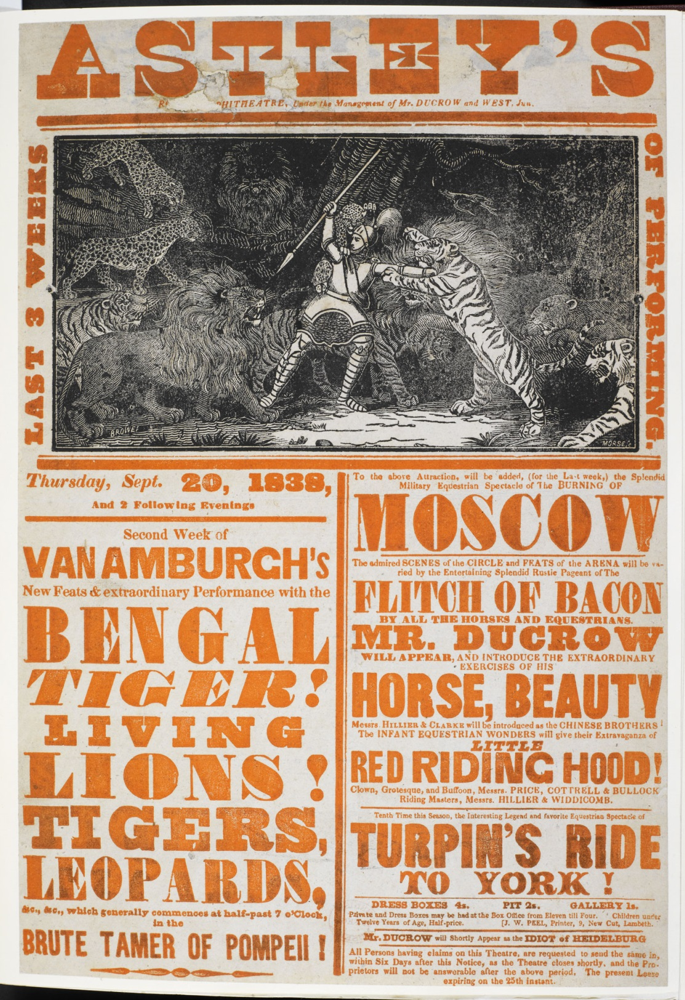 ASTLEY'S
PHITHEATRE, Under the Management of Mr. DUCROW and WEST, Jun.
LAST 3 WEEKS
OF PERFORMING.
BROWET
MORSE
Thursday, Sept. 20, 1838,
And 2 Following Evenings
Second Week of
VAN AMBURGH's
New Feats & extraordinary Performance with the
BENGAL
TIGER!
LIVING
LIONS!
TIGERS,
LEOPARDS,
&c., &c., which generally commences at half-past 7 o'Clock,
in the
BRUTE TAMER OF POMPEII!
To the above Attraction, will be added, (for the Last week,) the Splendid
Military Equestrian Spectacle of The BURNING OF
MOSCOW
The admired SCENES of the CIRCLE and FEATS of the ARENA will be va-
ried by the Entertaining Splendid Rustic Pageant of The
FLITCH OF BACON
BY ALL THE HORSES AND EQUESTRIANS.
MR. DUCROW
WILL APPEAR, AND INTRODUCE THE EXTRAORDINARY
EXERCISES OF HIS
HORSE, BEAUTY
Messrs. HILLIER & CLARKE will be introduced as the CHINESE BROTHERS!
The INFANT EQUESTRIAN WONDERS will give their Extravaganza of
LITTLE
RED RIDING HOOD!
Clown, Grotesque, and Buffoon, Messrs. PRICE, COTTRELL & BULLOCK
Riding Masters, Messrs. HILLIER & WIDDICOMB.
Tenth Time this Season, the Interesting Legend and favorite Equestrian Spectacle of
TURPIN'S RIDE
TO YORK!
DRESS BOXES 4s. PIT 2s. GALLERY 1s.
Private and Dress Boxes may be had at the Box Office from Eleven till Four. Children under
Twelve Years of Age, Half-price. [J. W. PEEL, Printer, 9, New Cut, Lambeth.
Mr. DUCROW will Shortly Appear as the IDIOT of HEIDELBURG
All Persons having claims on this Theatre, are requested to send the same in,
within Six Days after this Notice, as the Theatre closes shortly, and the Pro-
prietors will not be answerable after the above period. The present Lease
expiring on the 25th instant.